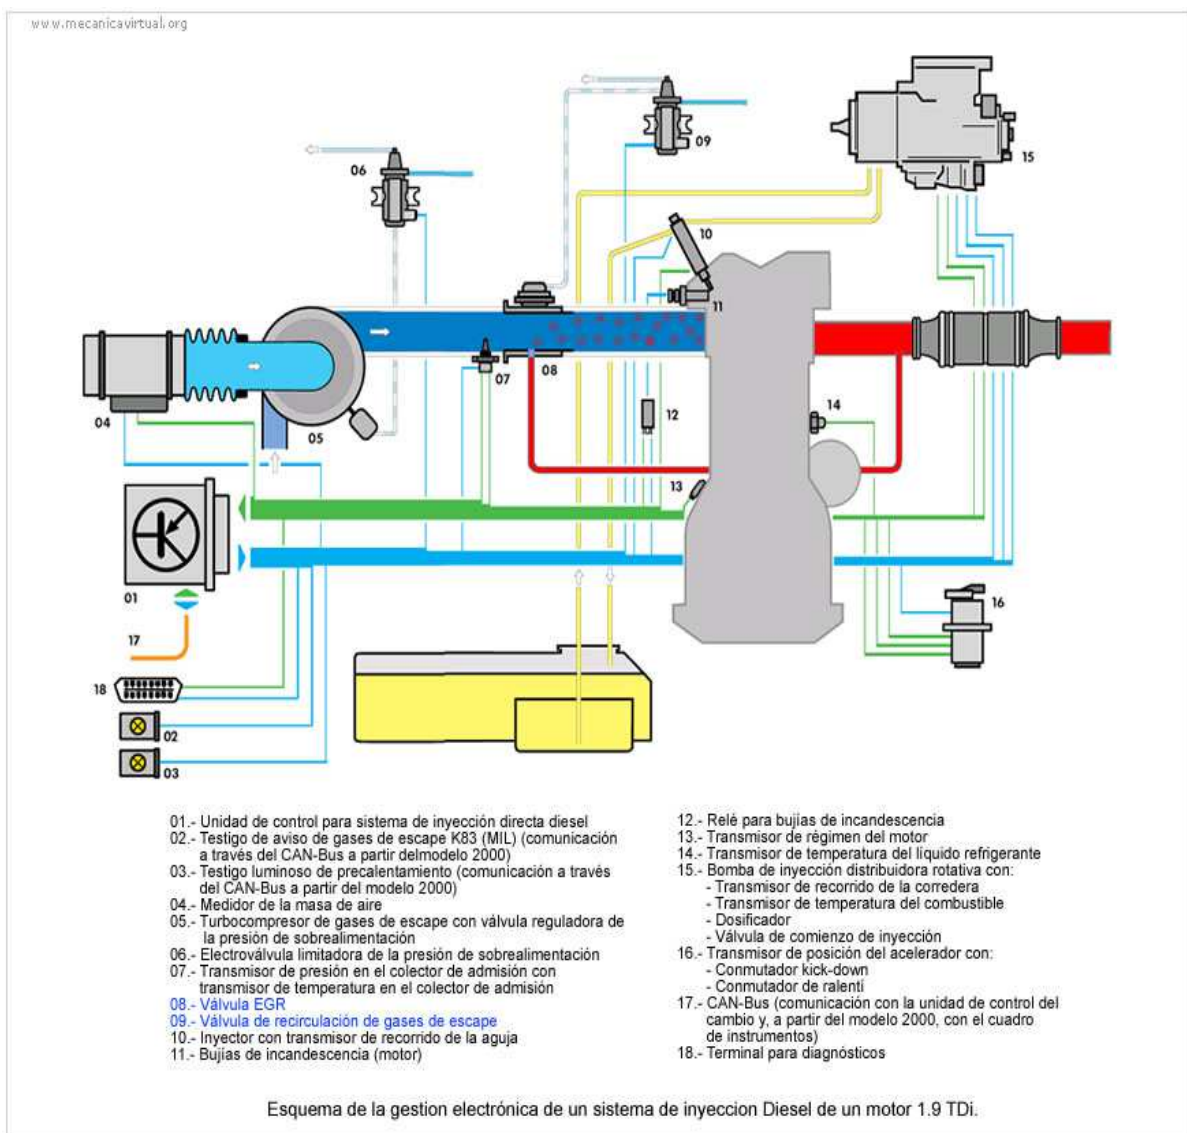 www.mecanicavirtual.org
06
09
15
10
11
04
05
07
08
12
14
13
01
17
16
18
02
03
01.- Unidad de control para sistema de inyección directa diesel
02.- Testigo de aviso de gases de escape K83 (MIL) (comunicación
a través del CAN-Bus a partir delmodelo 2000)
03.- Testigo luminoso de precalentamiento (comunicación a través
del CAN-Bus a partir del modelo 2000)
04.- Medidor de la masa de aire
05.- Turbocompresor de gases de escape con válvula reguladora de
la presión de sobrealimentación
06.- Electroválvula limitadora de la presión de sobrealimentación
07.- Transmisor de presión en el colector de admisión con
transmisor de temperatura en el colector de admisión
08.- Válvula EGR
09.- Válvula de recirculación de gases de escape
10.- Inyector con transmisor de recorrido de la aguja
11.- Bujías de incandescencia (motor)
12.- Relé para bujías de incandescencia
13.- Transmisor de régimen del motor
14.- Transmisor de temperatura del líquido refrigerante
15.- Bomba de inyección distribuidora rotativa con:
- Transmisor de recorrido de la corredera
- Transmisor de temperatura del combustible
- Dosificador
- Válvula de comienzo de inyección
16.- Transmisor de posición del acelerador con:
- Conmutador kick-down
- Conmutador de ralentí
17.- CAN-Bus (comunicación con la unidad de control del
cambio y, a partir del modelo 2000, con el cuadro
de instrumentos)
18.- Terminal para diagnósticos
Esquema de la gestion electrónica de un sistema de inyeccion Diesel de un motor 1.9 TDi.